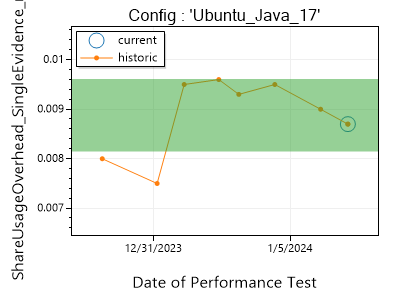 Config : 'Ubuntu_Java_17'
current
historic
ShareUsageOverhead_SingleEvidence_
0.01
0.009
0.008
0.007
12/31/2023
1/5/2024
Date of Performance Test